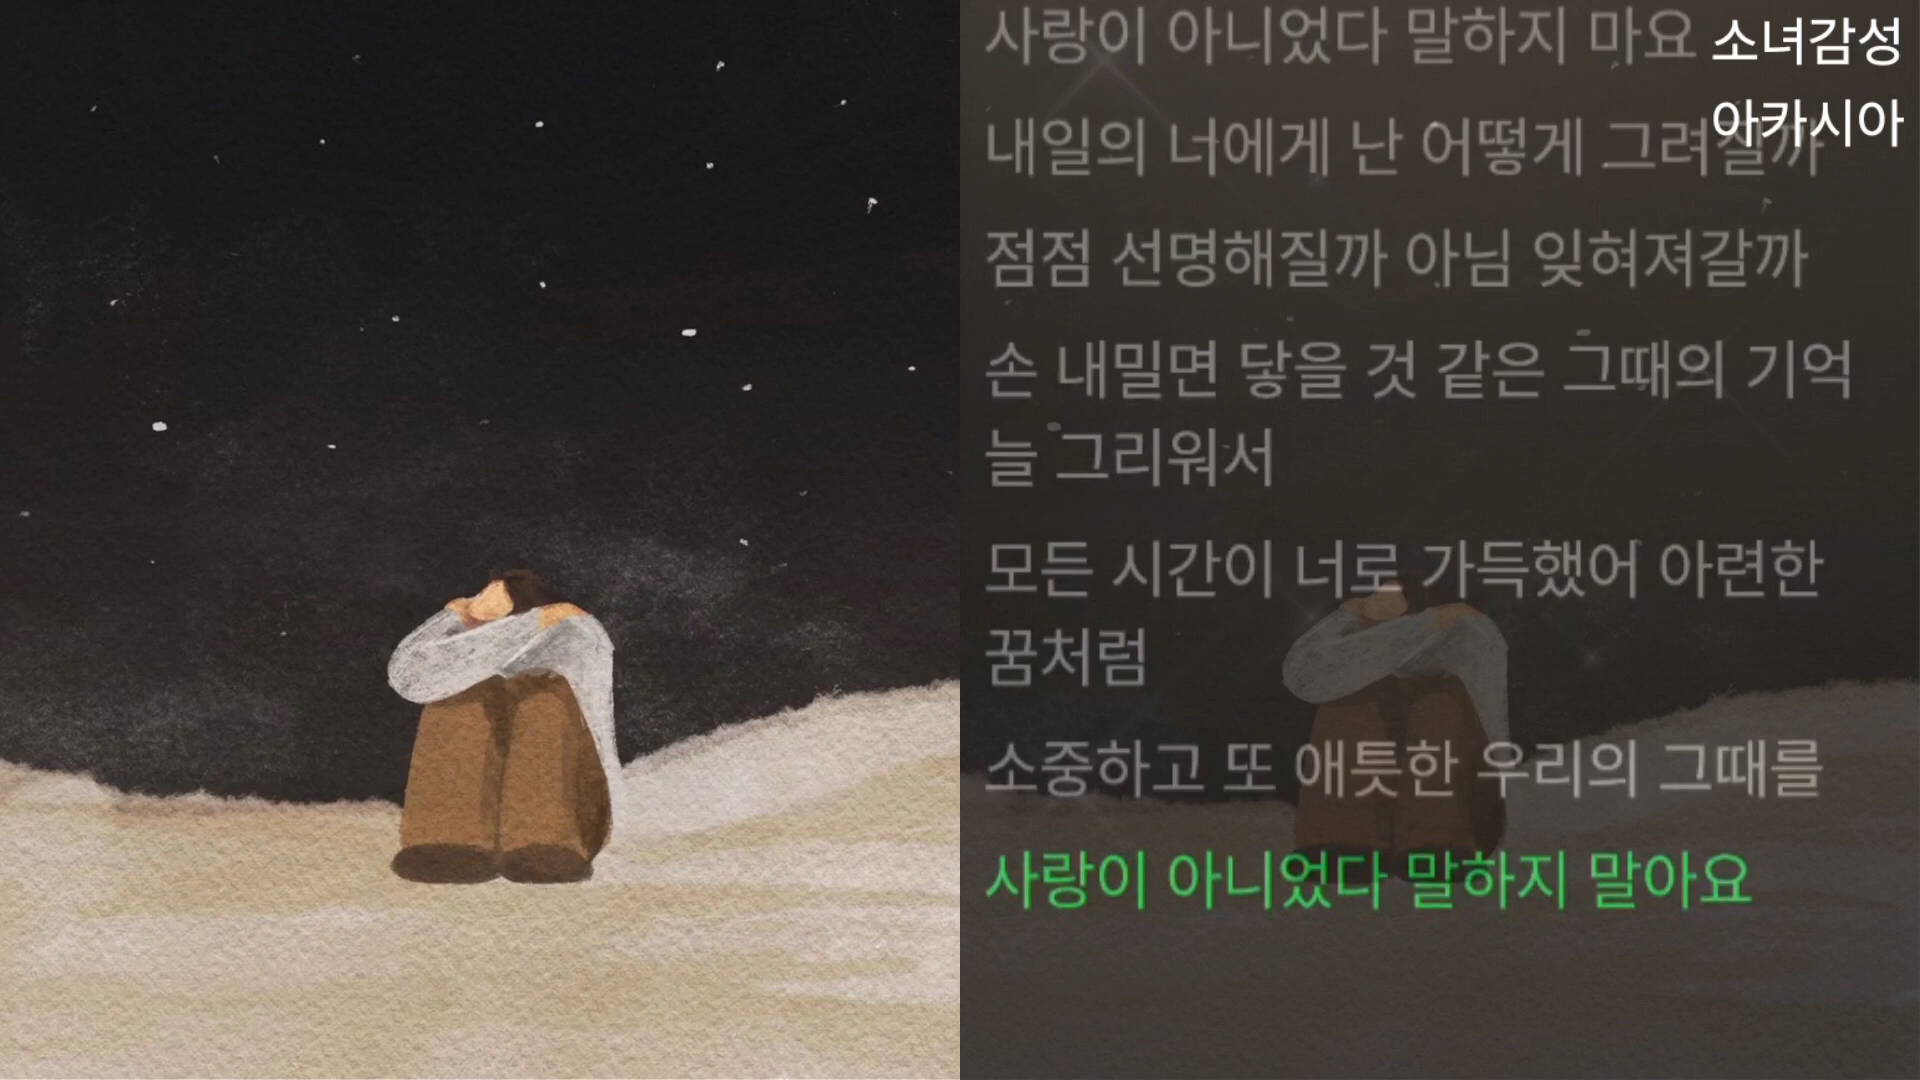 사랑이 아니었다 말하지 마요
소녀감성
아카시아
내일의 너에게 난 어떻게 그려질까
점점 선명해질까 아님 잊혀져갈까
손 내밀면 닿을 것 같은 그때의 기억
늘 그리워서
모든 시간이 너로 가득했어 아련한
꿈처럼
소중하고 또 애틋한 우리의 그때를
사랑이 아니었다 말하지 말아요